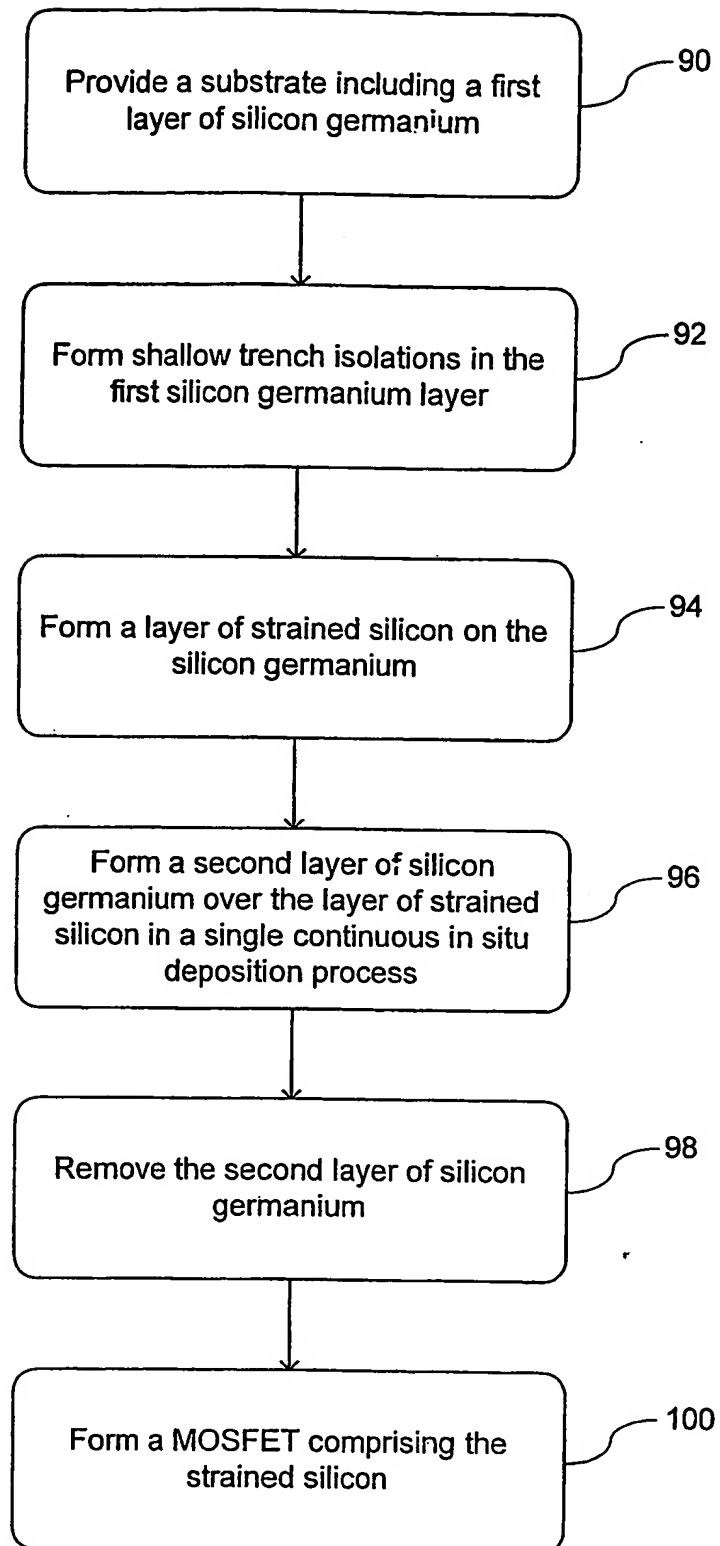 Provide a substrate including a first
layer of silicon germanium
90
Form shallow trench isolations in the
first silicon germanium layer
92
Form a layer of strained silicon on the
silicon germanium
94
Form a second layer of silicon
germanium over the layer of strained
silicon in a single continuous in situ
deposition process
96
Remove the second layer of silicon
germanium
98
Form a MOSFET comprising the
strained silicon
100